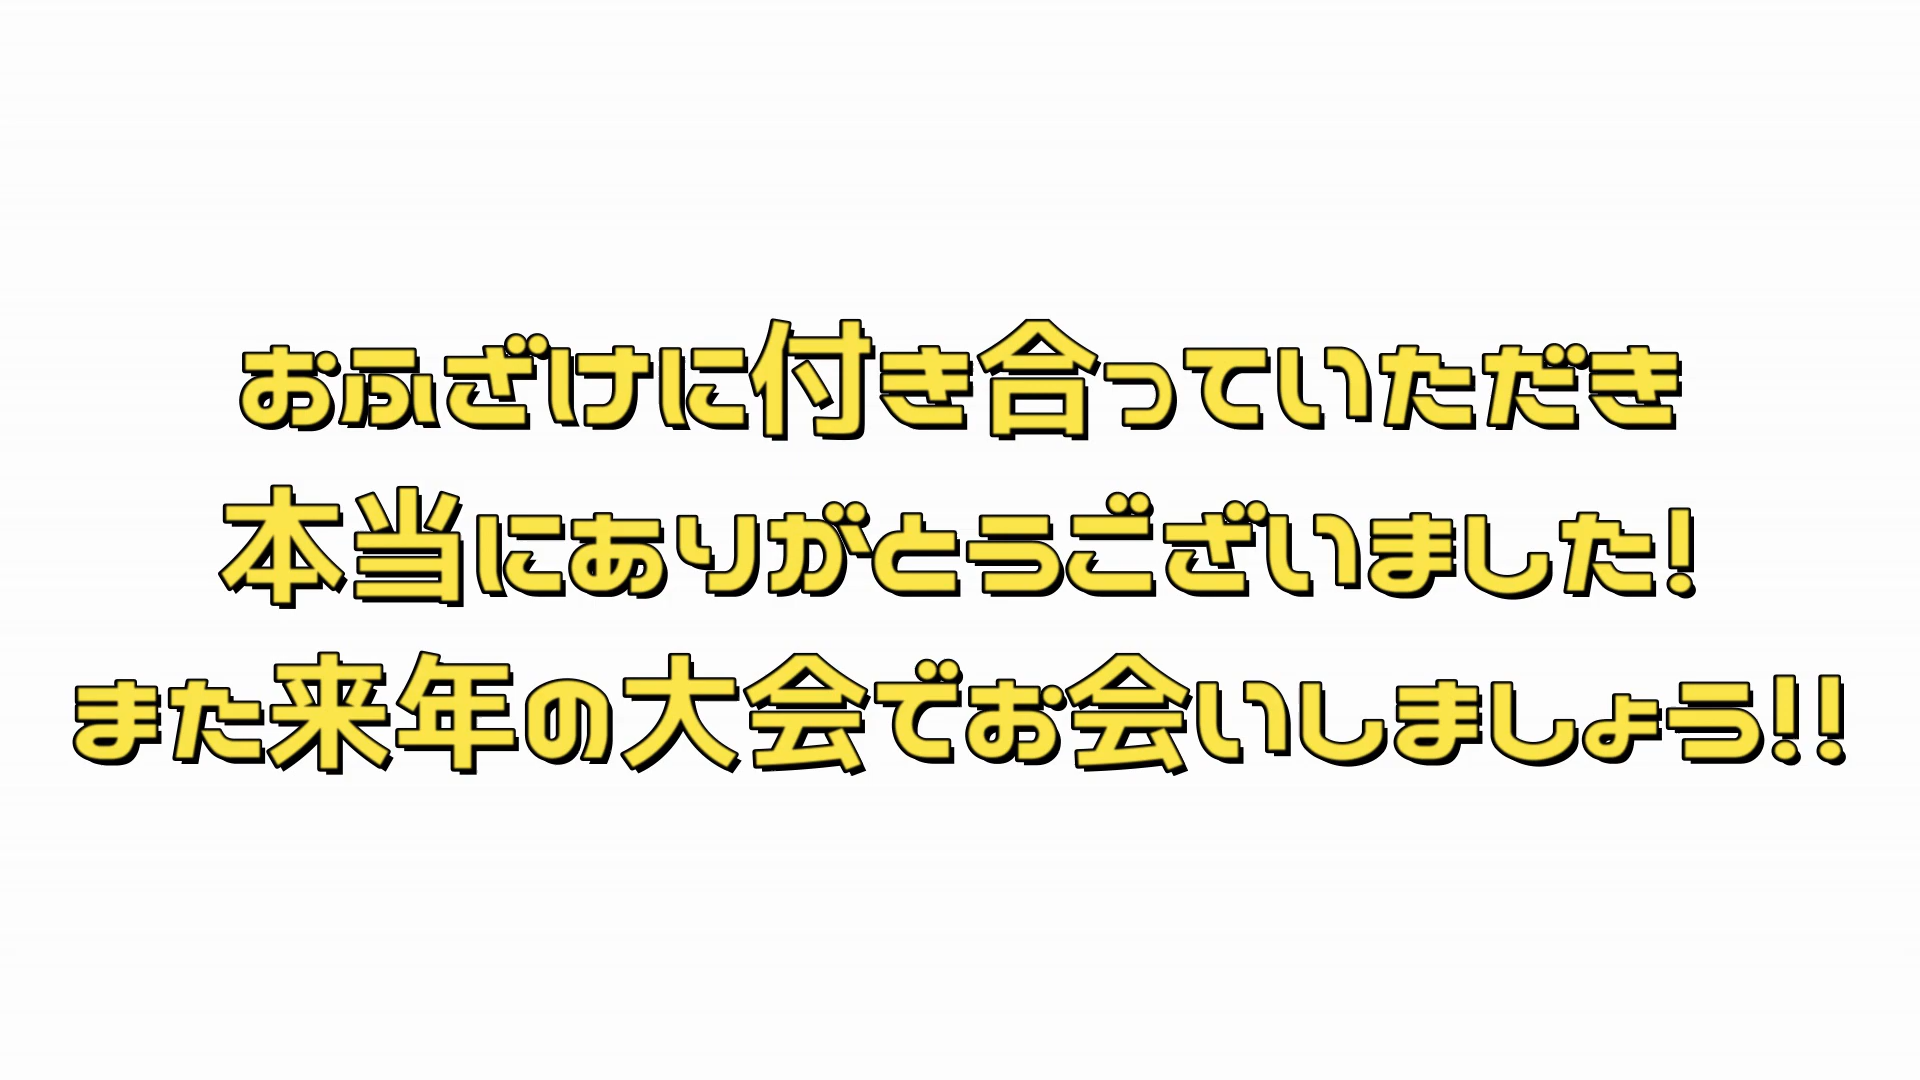 おふざけに付き合っていただき
本当にありがとうございました!
また来年の大会でお会いしましょう!!